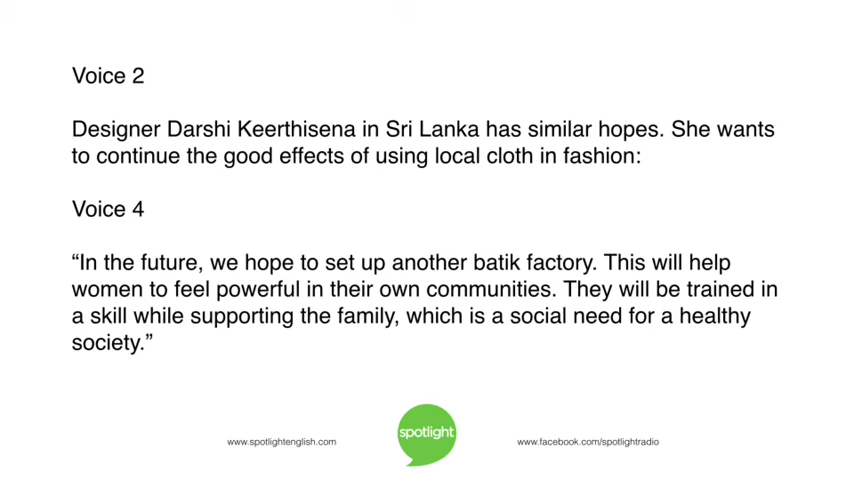 Voice 2
Designer Darshi Keerthisena in Sri Lanka has similar hopes. She wants
to continue the good effects of using local cloth in fashion:
Voice 4
“In the future, we hope to set up another batik factory. This will help
women to feel powerful in their own communities. They will be trained in
a skill while supporting the family, which is a social need for a healthy
society.”
www.spotlightenglish.com
spotlight
www.facebook.com/spotlightradio